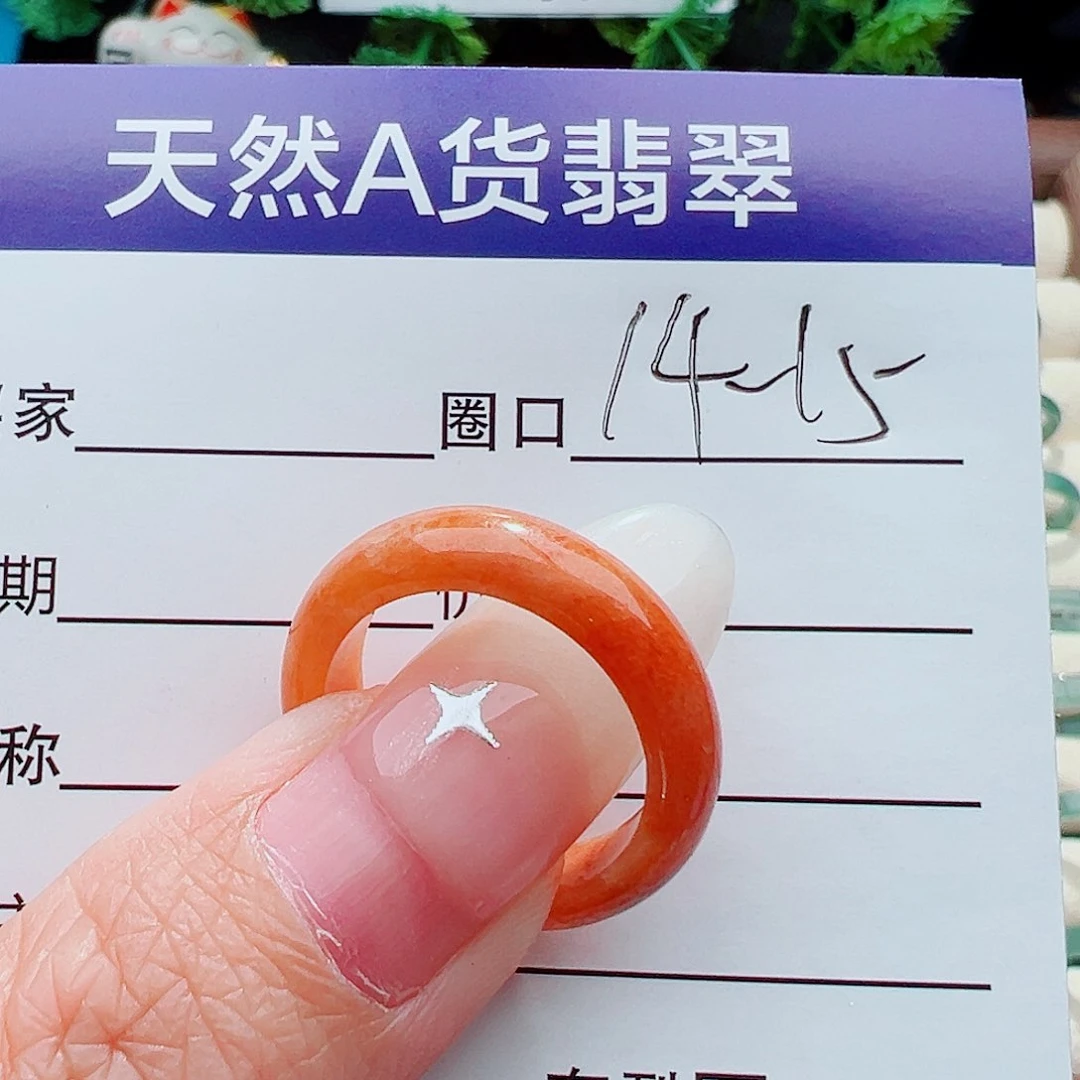 天然A货翡翠
家 圈口 14-15
期
称